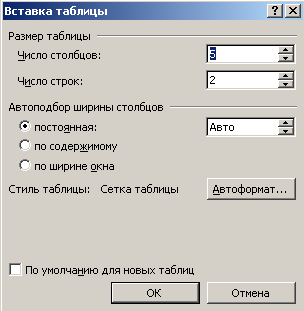 Вставка таблицы
Размер таблицы
Число столбцов: 5
Число строк: 2
Автоподбор ширины столбцов
постоянная: Авто
по содержимому
по ширине окна
Стиль таблицы: Сетка таблицы Автоформат...
По умолчанию для новых таблиц
ОК Отмена